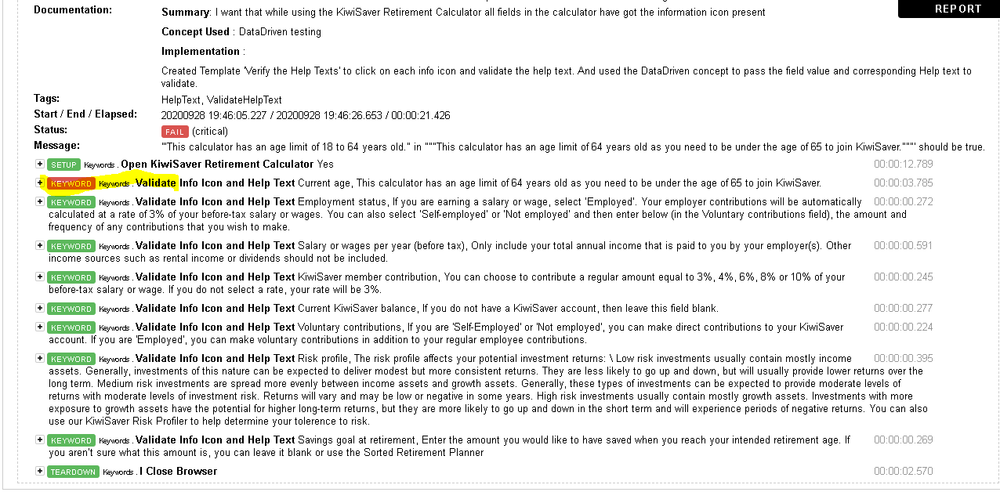 REPORT
Documentation:
Summary: I want that while using the KiwiSaver Retirement Calculator all fields in the calculator have got the information icon present
Concept Used : DataDriven testing
Implementation :
Created Template 'Verify the Help Texts' to click on each info icon and validate the help text. And used the DataDriven concept to pass the field value and corresponding Help text to
validate.
Tags: HelpText, ValidateHelpText
Start / End / Elapsed: 20200928 19:46:05.227 / 20200928 19:46:26.653 / 00:00:21.426
Status: FAIL (critical)
Message: '"This calculator has an age limit of 18 to 64 years old." in """This calculator has an age limit of 64 years old as you need to be under the age of 65 to join KiwiSaver."""' should be true.
+ SETUP Keywords . Open KiwiSaver Retirement Calculator Yes 00:00:12.789
+ KEYWORD Keywords . Validate Info Icon and Help Text Current age, This calculator has an age limit of 64 years old as you need to be under the age of 65 to join KiwiSaver. 00:00:03.785
+ KEYWORD Keywords . Validate Info Icon and Help Text Employment status, If you are earning a salary or wage, select 'Employed'. Your employer contributions will be automatically 00:00:00.272
calculated at a rate of 3% of your before-tax salary or wages. You can also select 'Self-employed' or 'Not employed' and then enter below (in the Voluntary contributions field), the amount and
frequency of any contributions that you wish to make.
+ KEYWORD Keywords . Validate Info Icon and Help Text Salary or wages per year (before tax), Only include your total annual income that is paid to you by your employer(s). Other 00:00:00.591
income sources such as rental income or dividends should not be included.
+ KEYWORD Keywords . Validate Info Icon and Help Text KiwiSaver member contribution, You can choose to contribute a regular amount equal to 3%, 4%, 6%, 8% or 10% of your 00:00:00.245
before-tax salary or wage. If you do not select a rate, your rate will be 3%.
+ KEYWORD Keywords . Validate Info Icon and Help Text Current KiwiSaver balance, If you do not have a KiwiSaver account, then leave this field blank. 00:00:00.277
+ KEYWORD Keywords . Validate Info Icon and Help Text Voluntary contributions, If you are 'Self-Employed' or 'Not employed', you can make direct contributions to your KiwiSaver 00:00:00.224
account. If you are 'Employed', you can make voluntary contributions in addition to your regular employee contributions.
+ KEYWORD Keywords . Validate Info Icon and Help Text Risk profile, The risk profile affects your potential investment return: \ Low risk investments usually contain mostly income 00:00:00.395
assets. Generally, investments of this nature can be expected to deliver modest but more consistent returns. They are less likely to go up and down, but will usually provide lower returns over the
long term. Medium risk investments are spread more evenly between income assets and growth assets. Generally, these types of investments can be expected to provide moderate levels of
returns with moderate levels of investment risk. Returns will vary and may be low or negative in some years. High risk investments usually contain mostly growth assets. Investments with more
exposure to growth assets have the potential for higher long-term returns, but they are more likely to go up and down in the short term and will experience periods of negative returns. You can also
use our KiwiSaver Risk Profiler to help determine your tolerence to risk.
+ KEYWORD Keywords . Validate Info Icon and Help Text Savings goal at retirement, Enter the amount you would like to have saved when you reach your intended retirement age. If 00:00:00.269
you aren't sure what this amount is, you can leave it blank or use the Sorted Retirement Planner
+ TEARDOWN Keywords . I Close Browser 00:00:02.570